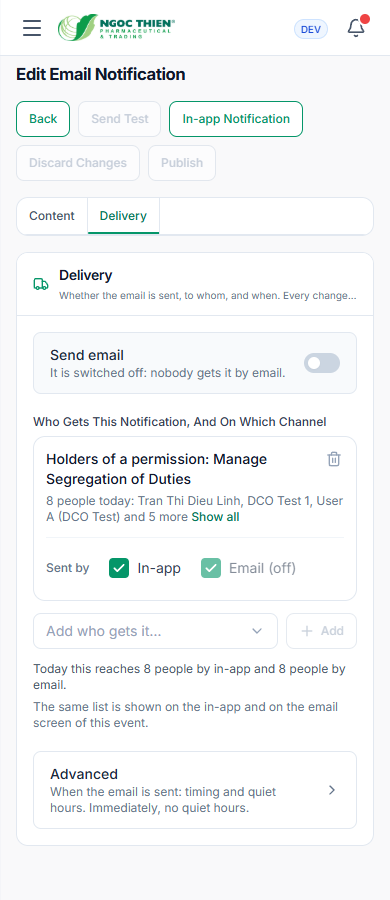 NGOC THIEN®
PHARMACEUTICAL
& TRADING
DEV
Edit Email Notification
Back
Send Test
In-app Notification
Discard Changes
Publish
Content
Delivery
Delivery
Whether the email is sent, to whom, and when. Every change...
Send email
It is switched off: nobody gets it by email.
Who Gets This Notification, And On Which Channel
Holders of a permission: Manage
Segregation of Duties
8 people today: Tran Thi Dieu Linh, DCO Test 1, User
A (DCO Test) and 5 more Show all
Sent by
In-app
Email (off)
Add who gets it...
Add
Today this reaches 8 people by in-app and 8 people by
email.
The same list is shown on the in-app and on the email
screen of this event.
Advanced
When the email is sent: timing and quiet
hours. Immediately, no quiet hours.